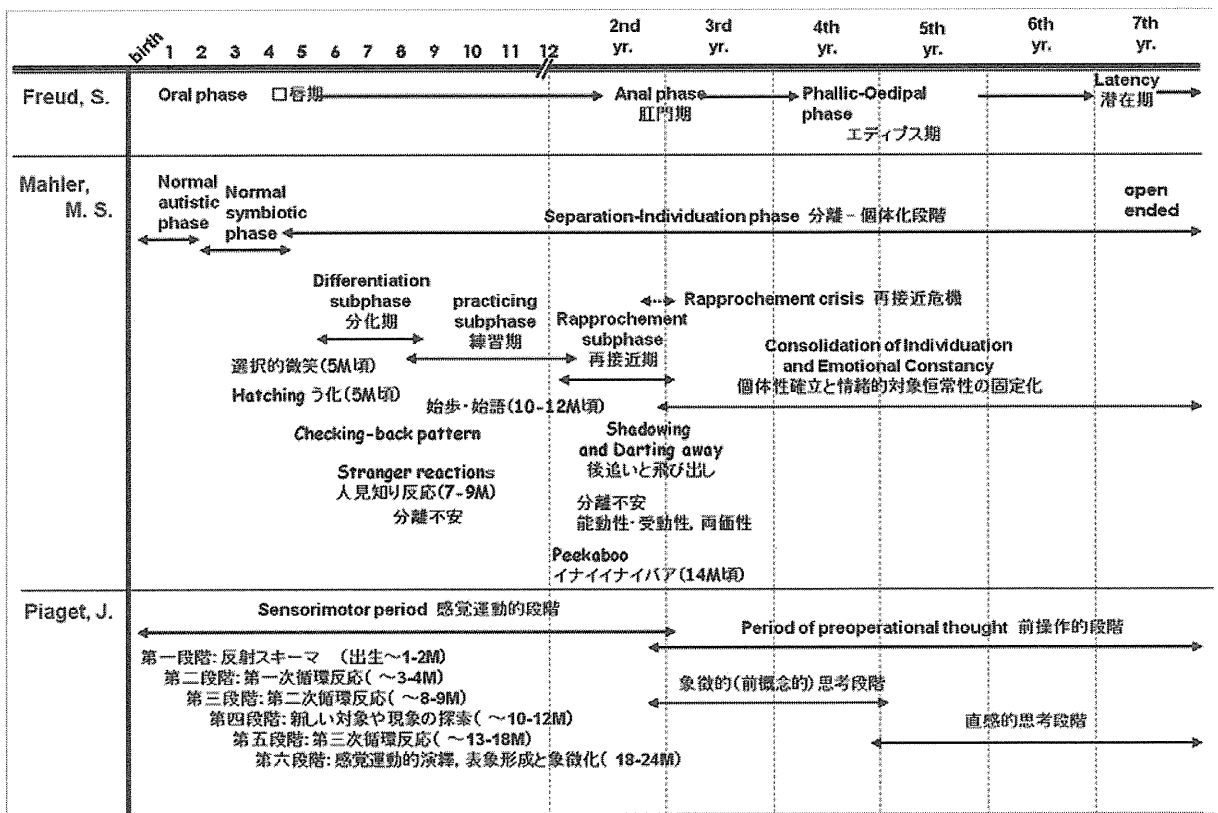 birth 1 2 3 4 5 6 7 8 9 10 11 12 2nd yr. 3rd yr. 4th yr. 5th yr. 6th yr. 7th yr.
Freud, S.
Oral phase 口唇期
Anal phase
肛門期
Phallic-Oedipal
phase
エディプス期
Latency
潜在期
Mahler,
M. S.
Normal
autistic
phase
Normal
symbiotic
phase
Separation-Individuation phase 分離－個体化段階
open
ended
Differentiation
subphase
分化期
practicing
subphase
練習期
Rapprochement
subphase
再接近期
Rapprochement crisis 再接近危機
Consolidation of Individuation
and Emotional Constancy
個体性確立と情緒的対象恒常性の固定化
選択的微笑(5M頃)
Hatching う化(5M頃)
始歩・始語(10-12M頃)
Checking-back pattern
Shadowing
and Darting away
後追いと飛び出し
Stranger reactions
人見知り反応(7-9M)
分離不安
分離不安
能動性・受動性, 両価性
Peekaboo
イナイイナイバア(14M頃)
Piaget, J.
Sensorimotor period 感覚運動的段階
Period of preoperational thought 前操作的段階
第一段階: 反射スキーマ (出生～1-2M)
第二段階: 第一次循環反応( ～3-4M)
第三段階: 第二次循環反応( ～8-9M)
第四段階: 新しい対象や現象の探索( ～10-12M)
第五段階: 第三次循環反応( ～13-18M)
第六段階: 感覚運動的演繹, 表象形成と象徴化( 18-24M)
象徴的(前概念的) 思考段階
直感的思考段階